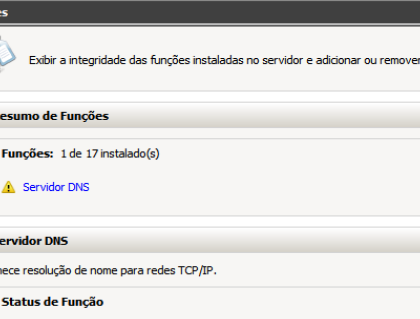 es
Exibir a integridade das funções instaladas no servidor e adicionar ou remover
esumo de Funções
Funções: 1 de 17 instalado(s)
Servidor DNS
ervidor DNS
nece resolução de nome para redes TCP/IP.
Status de Função